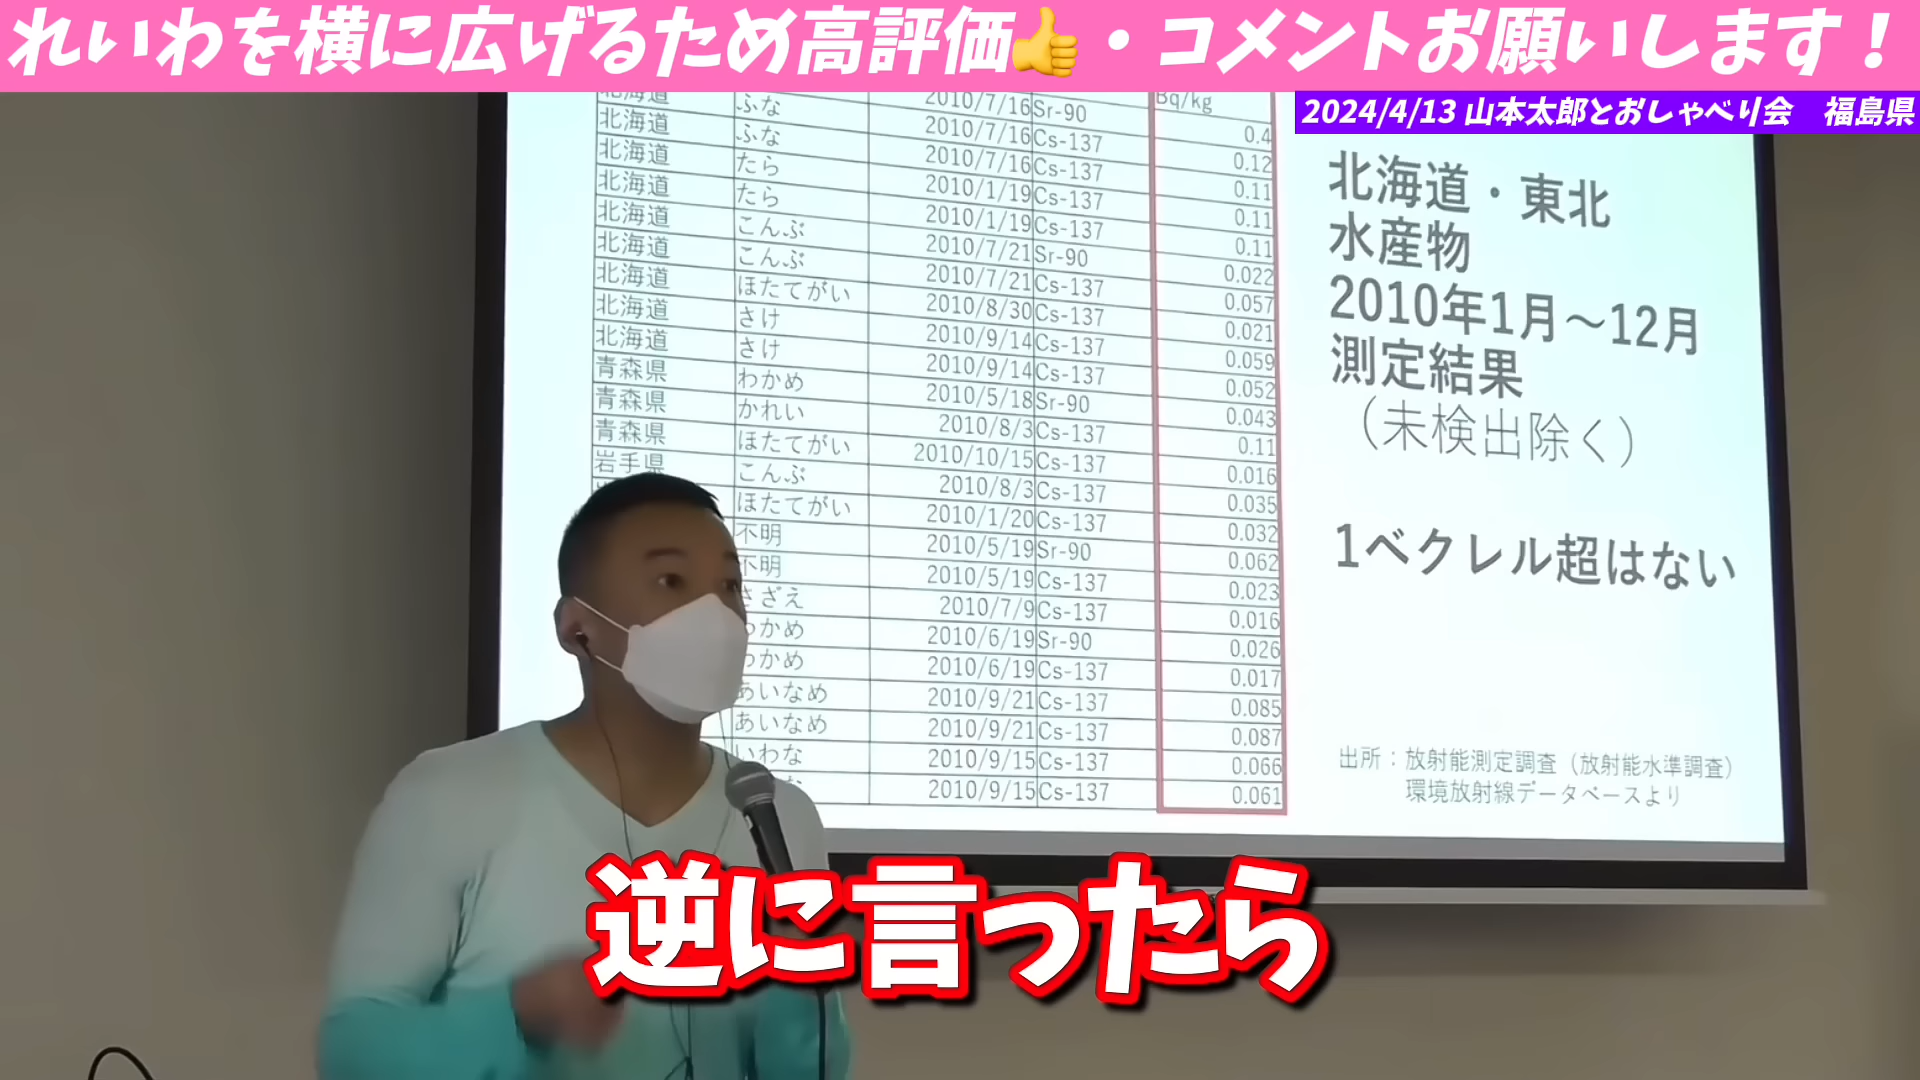 れいわを横に広げるため高評価👍・コメントお願いします！
2024/4/13 山本太郎とおしゃべり会　福島県
Bq/kg
北海道 ふな 2010/7/16 Sr-90 0.4
北海道 ふな 2010/7/16 Cs-137 0.12
北海道 たら 2010/7/16 Cs-137 0.11
北海道 たら 2010/1/19 Cs-137 0.11
北海道 こんぶ 2010/1/19 Cs-137 0.11
北海道 こんぶ 2010/7/21 Sr-90 0.022
北海道 ほたてがい 2010/7/21 Cs-137 0.057
北海道 さけ 2010/8/30 Cs-137 0.021
北海道 さけ 2010/9/14 Cs-137 0.059
青森県 わかめ 2010/9/14 Cs-137 0.052
青森県 かれい 2010/5/18 Sr-90 0.043
青森県 ほたてがい 2010/8/3 Cs-137 0.11
岩手県 こんぶ 2010/10/15 Cs-137 0.016
ほたてがい 2010/8/3 Cs-137 0.035
不明 2010/1/20 Cs-137 0.032
不明 2010/5/19 Sr-90 0.062
さざえ 2010/5/19 Cs-137 0.023
わかめ 2010/7/9 Cs-137 0.016
わかめ 2010/6/19 Sr-90 0.026
あいなめ 2010/6/19 Cs-137 0.017
あいなめ 2010/9/21 Cs-137 0.085
いわな 2010/9/21 Cs-137 0.087
2010/9/15 Cs-137 0.066
2010/9/15 Cs-137 0.061
北海道・東北
水産物
2010年1月～12月
測定結果
（未検出除く）
1ベクレル超はない
出所：放射能測定調査（放射能水準調査）
環境放射線データベースより
逆に言ったら